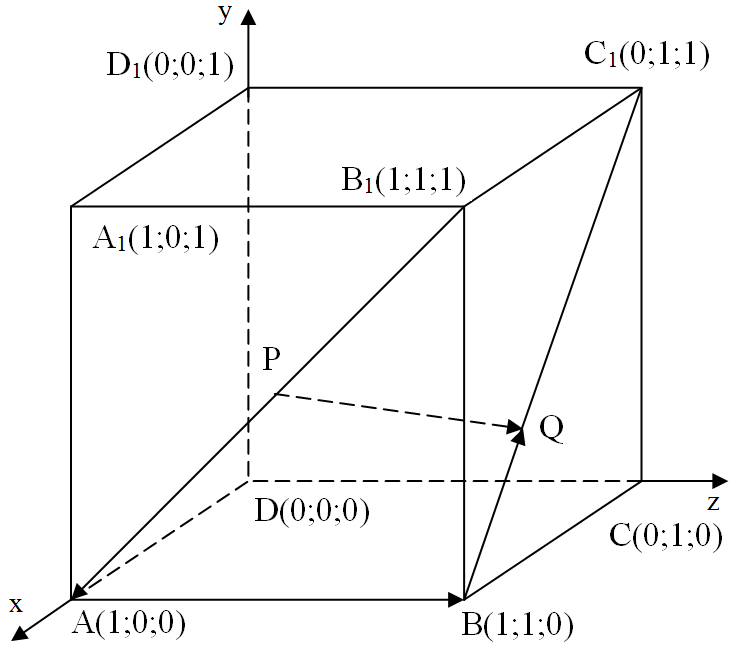 y
D₁(0;0;1)
C₁(0;1;1)
B₁(1;1;1)
A₁(1;0;1)
P
Q
D(0;0;0)
z
C(0;1;0)
x
A(1;0;0)
B(1;1;0)